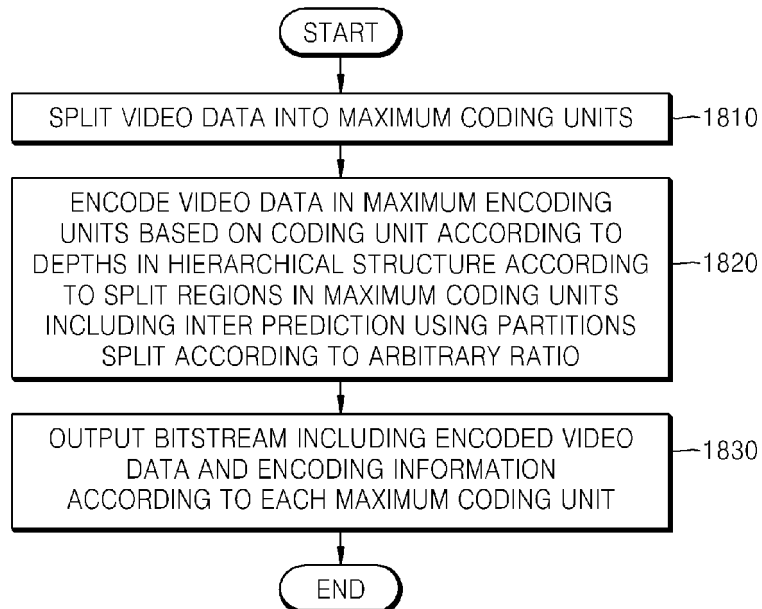 START
SPLIT VIDEO DATA INTO MAXIMUM CODING UNITS
1810
ENCODE VIDEO DATA IN MAXIMUM ENCODING
UNITS BASED ON CODING UNIT ACCORDING TO
DEPTHS IN HIERARCHICAL STRUCTURE ACCORDING
TO SPLIT REGIONS IN MAXIMUM CODING UNITS
INCLUDING INTER PREDICTION USING PARTITIONS
SPLIT ACCORDING TO ARBITRARY RATIO
1820
OUTPUT BITSTREAM INCLUDING ENCODED VIDEO
DATA AND ENCODING INFORMATION
ACCORDING TO EACH MAXIMUM CODING UNIT
1830
END